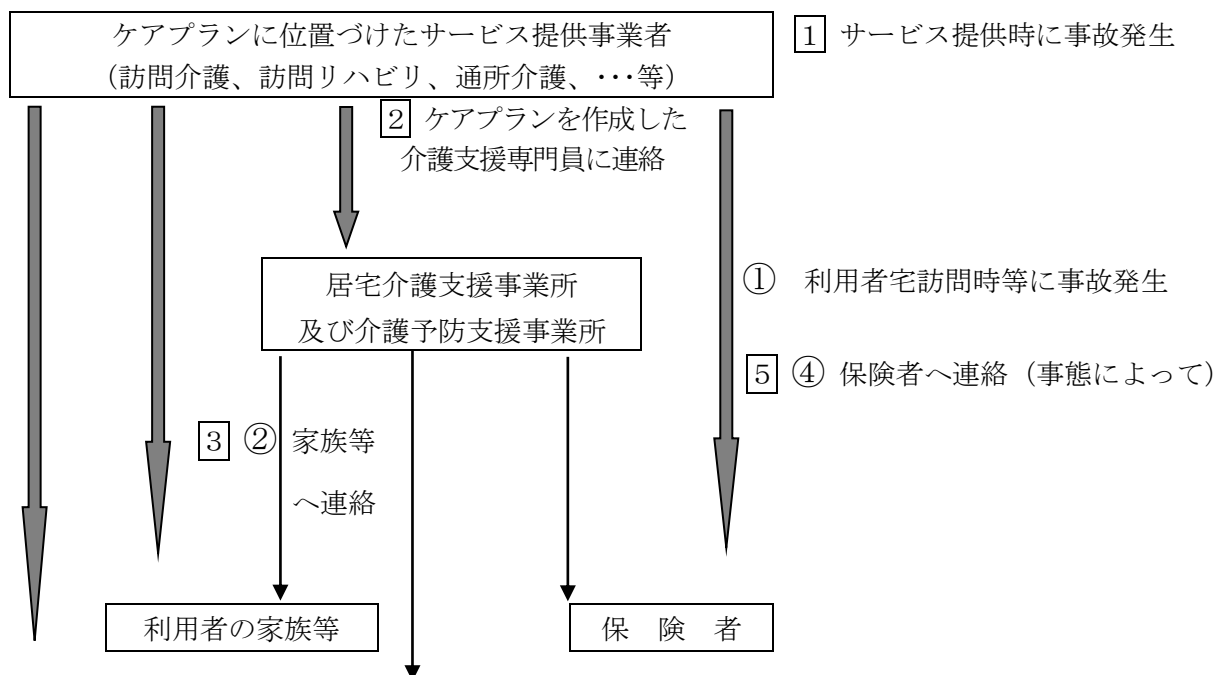 ケアプランに位置づけたサービス提供事業者
(訪問介護、訪問リハビリ、通所介護、・・・等)
1 サービス提供時に事故発生
2 ケアプランを作成した
介護支援専門員に連絡
居宅介護支援事業所
及び介護予防支援事業所
① 利用者宅訪問時等に事故発生
5 ④ 保険者へ連絡(事態によって)
3 ② 家族等
へ連絡
利用者の家族等
保 険 者